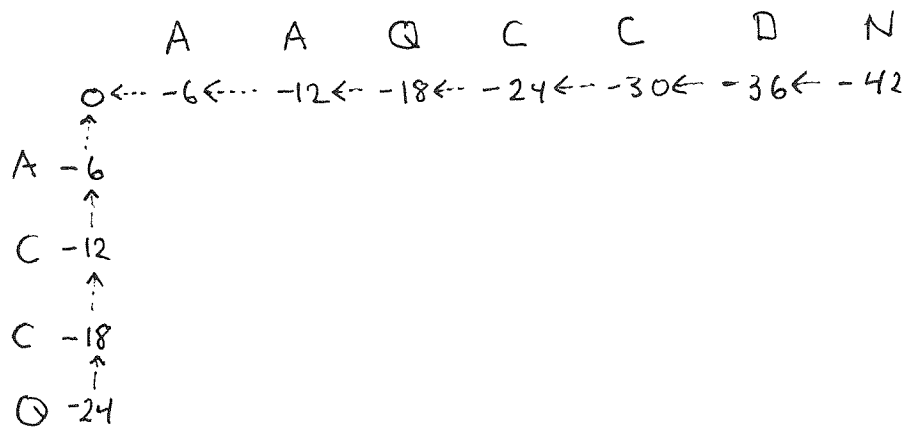 A A Q C C D N
0 ← -6 ← -12 ← -18 ← -24 ← -30 ← -36 ← -42
A -6
C -12
C -18
Q -24